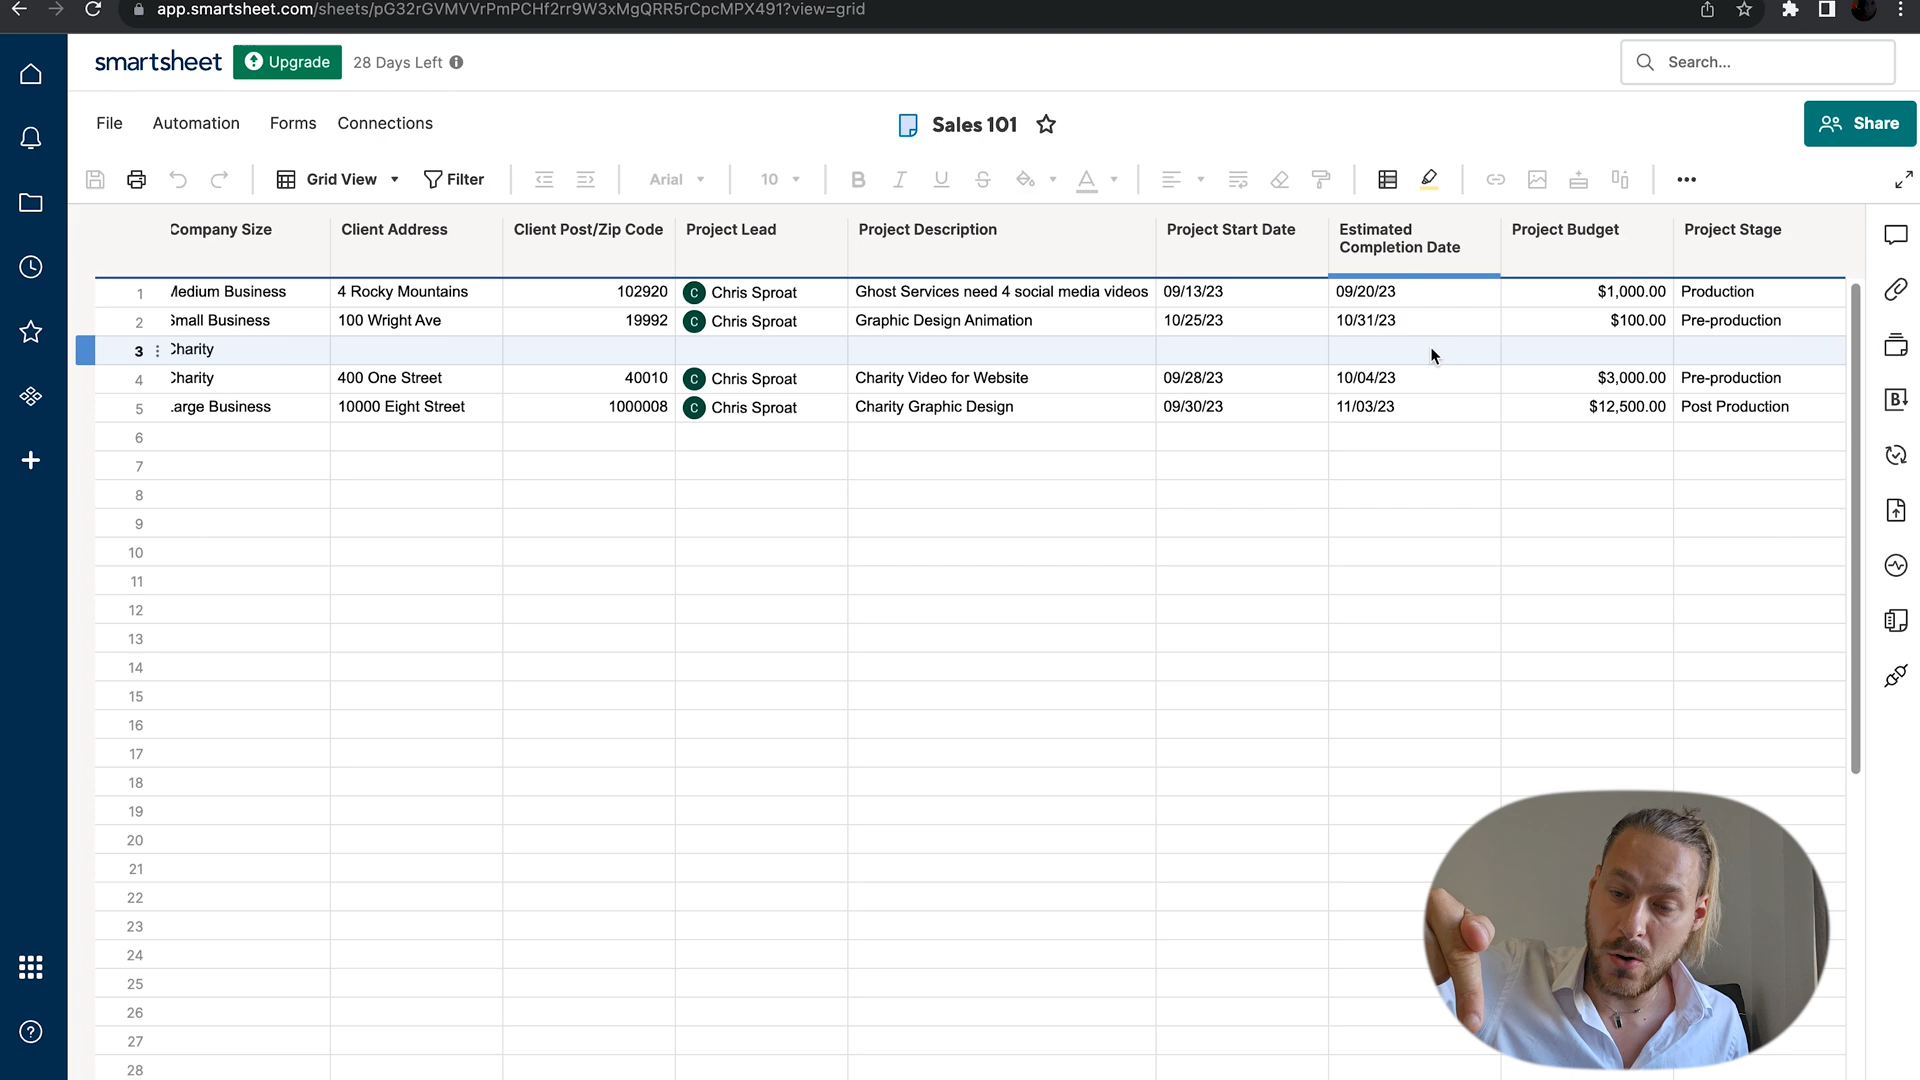 app.smartsheet.com/sheets/pG32rGVMVVrPmPCHf2rr9W3xMgQRR5rCpcMPX491?view=grid
smartsheet Upgrade 28 Days Left Search...
File Automation Forms Connections Sales 101 Share
Grid View Filter Arial 10 B I U S A
Company Size Client Address Client Post/Zip Code Project Lead Project Description Project Start Date Estimated Completion Date Project Budget Project Stage
1 Medium Business 4 Rocky Mountains 102920 C Chris Sproat Ghost Services need 4 social media videos 09/13/23 09/20/23 $1,000.00 Production
2 Small Business 100 Wright Ave 19992 C Chris Sproat Graphic Design Animation 10/25/23 10/31/23 $100.00 Pre-production
3 Charity
4 Charity 400 One Street 40010 C Chris Sproat Charity Video for Website 09/28/23 10/04/23 $3,000.00 Pre-production
5 Large Business 10000 Eight Street 1000008 C Chris Sproat Charity Graphic Design 09/30/23 11/03/23 $12,500.00 Post Production
6
7
8
9
10
11
12
13
14
15
16
17
18
19
20
21
22
23
24
25
26
27
28